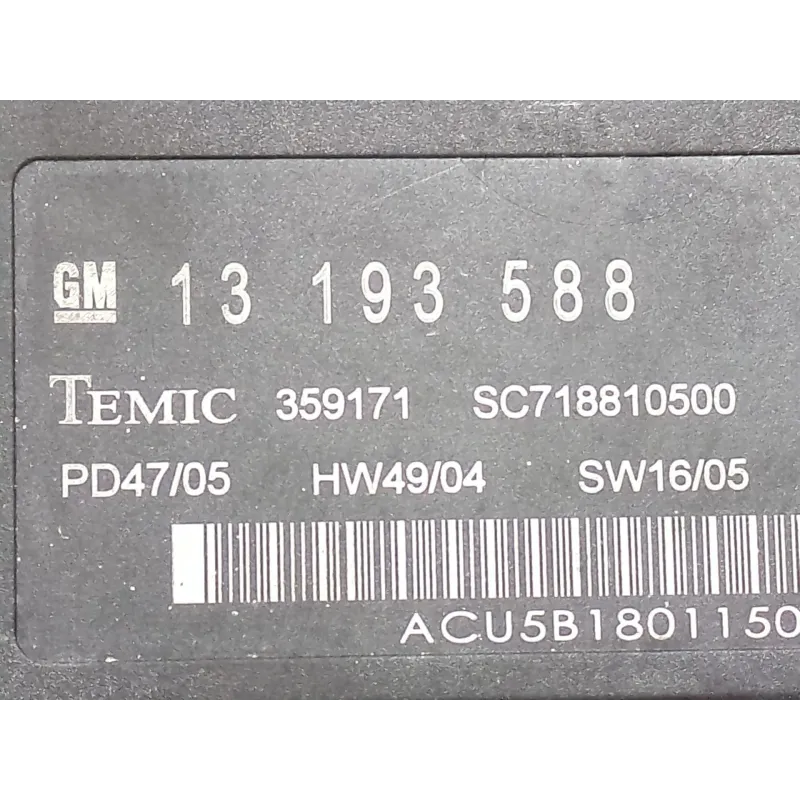 GM 13 193 588
TEMIC 359171 SC718810500
PD47/05 HW49/04 SW16/05
ACU5B1801150